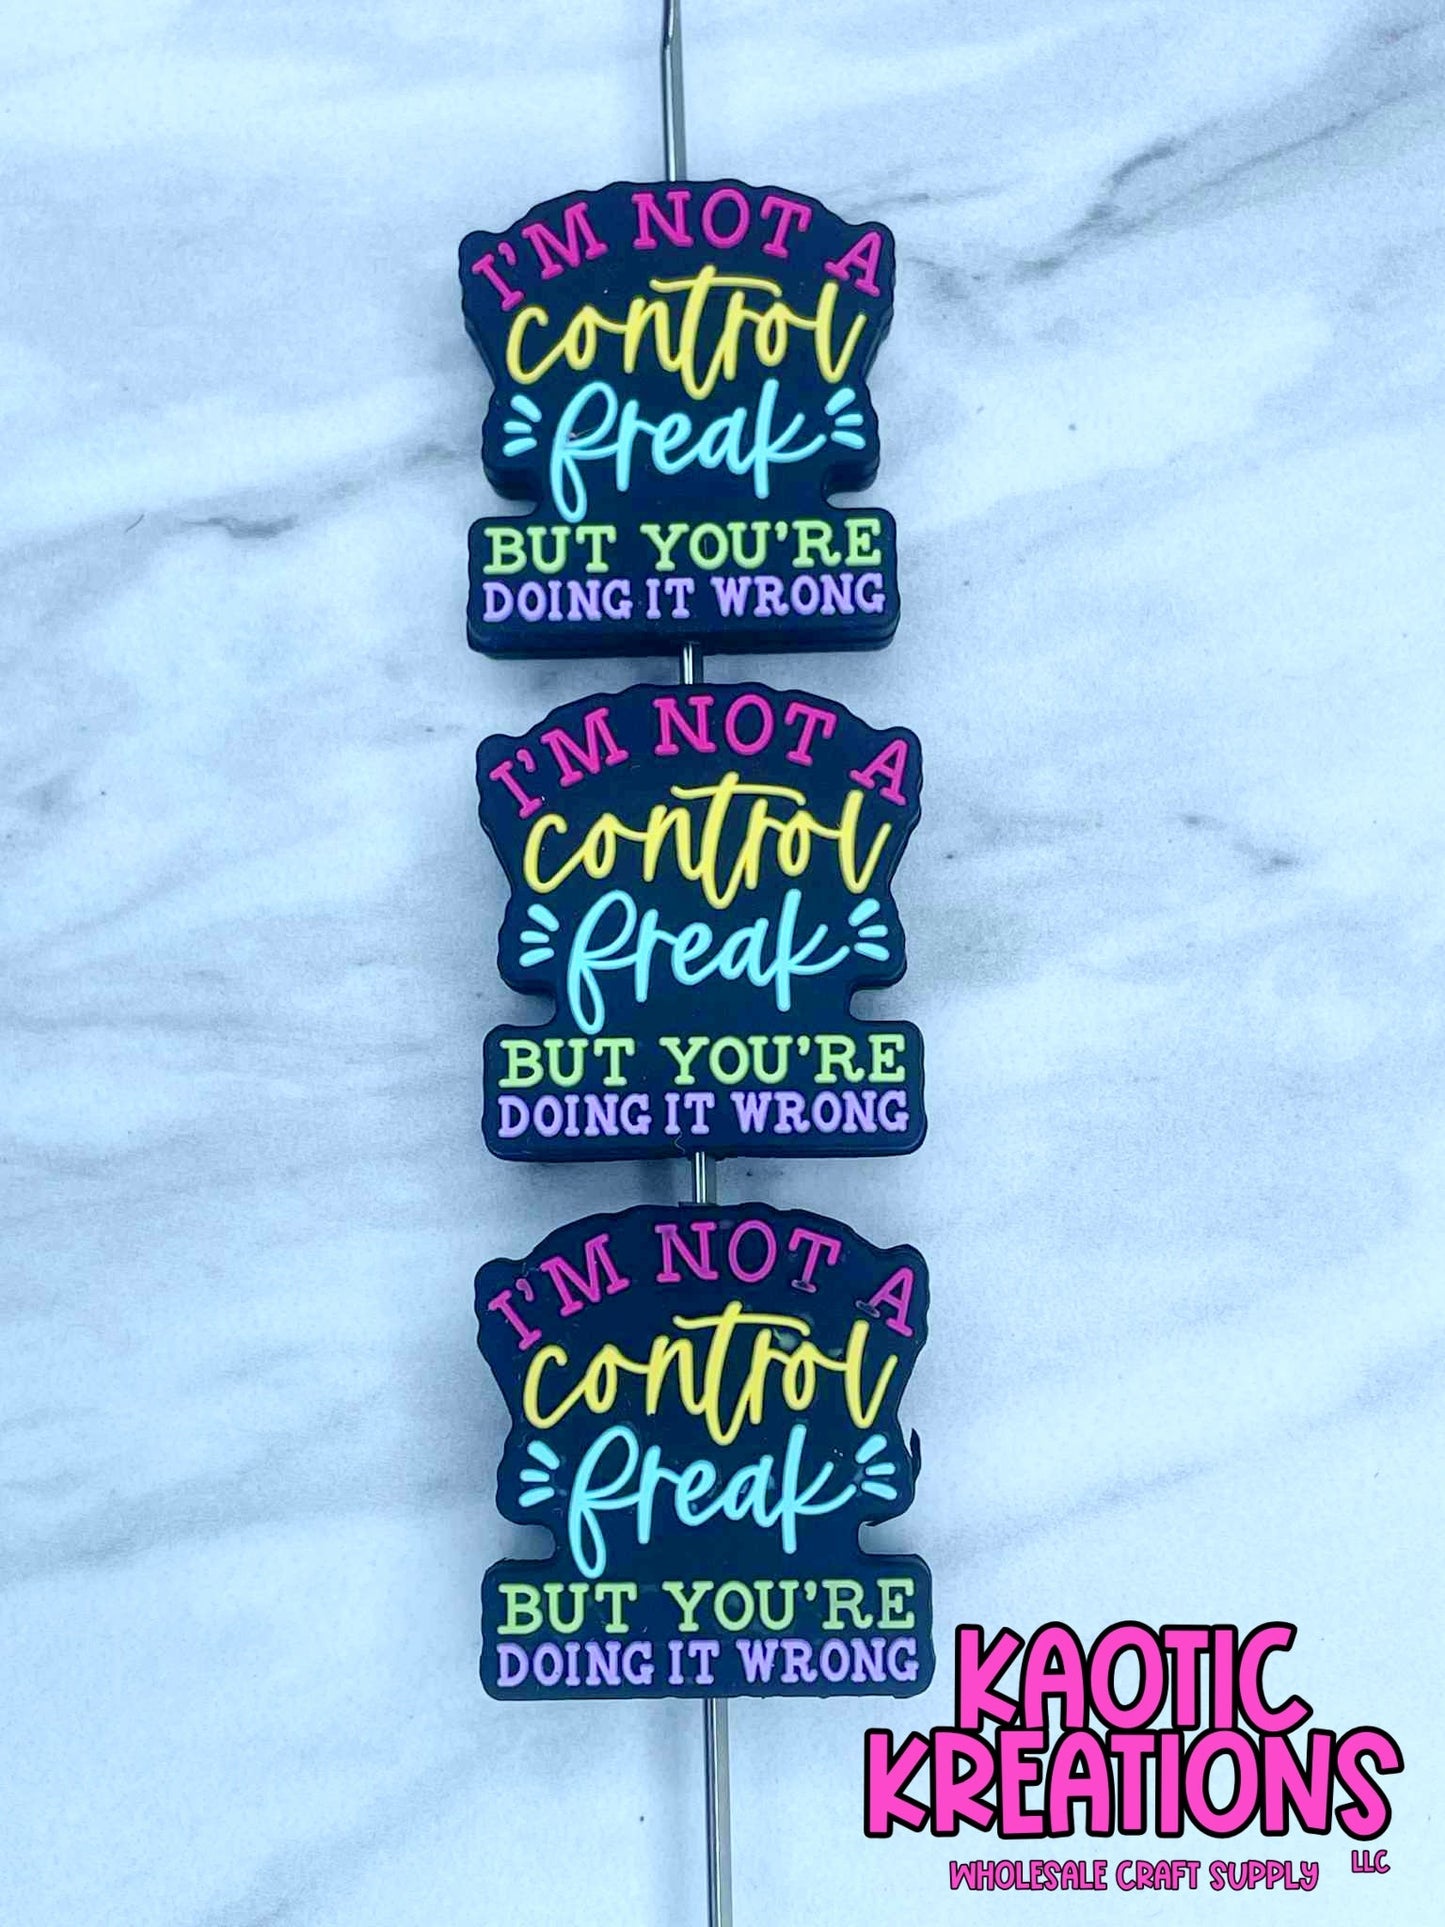 I'M NOT A
control
freak
BUT YOU'RE
DOING IT WRONG
I'M NOT A
control
freak
BUT YOU'RE
DOING IT WRONG
I'M NOT A
control
freak
BUT YOU'RE
DOING IT WRONG
KAOTIC
KREATIONS
LLC
WHOLESALE CRAFT SUPPLY